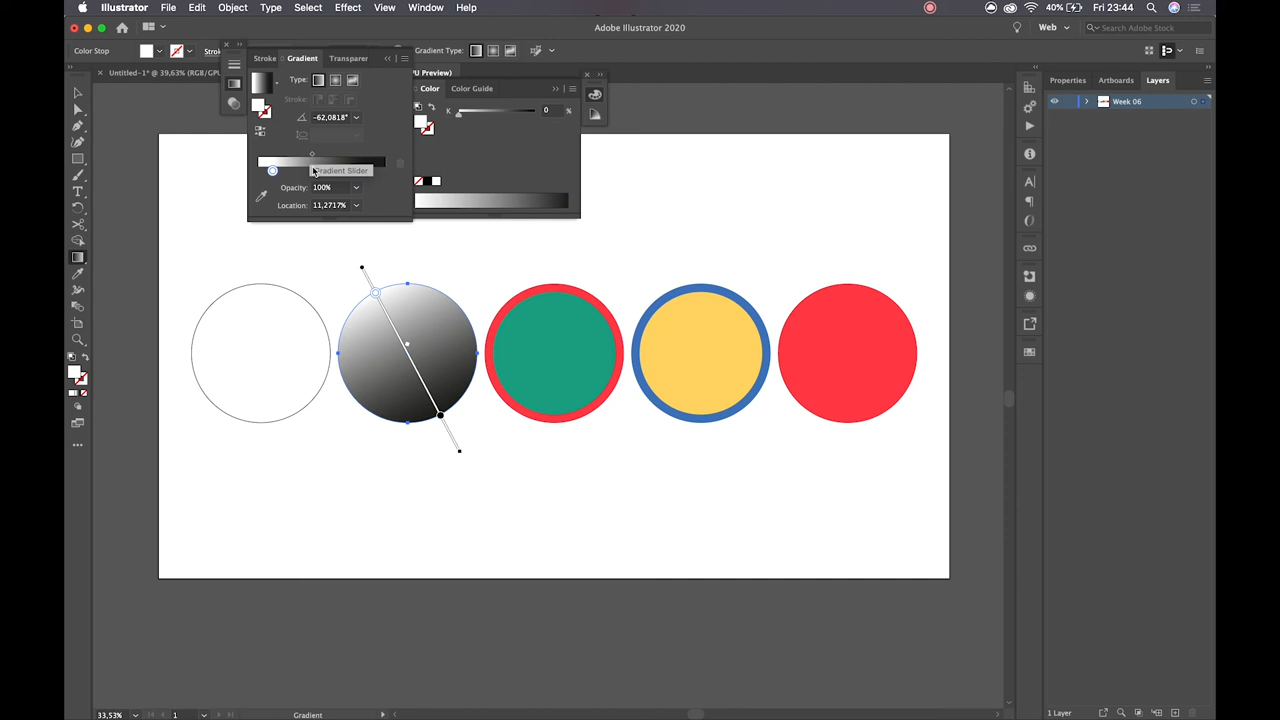 Illustrator File Edit Object Type Select Effect View Window Help 40% Fri 23:44
Adobe Illustrator 2020 Web Search Adobe Stock
Color Stop Gradient Type:
Untitled-1* @ 39,63% (RGB/GPU Preview)
Stroke Gradient Transparer
Type:
Stroke:
-62,0818°
Gradient Slider
Opacity: 100%
Location: 11,2717%
Color Color Guide
K 0 %
Properties Artboards Layers
Week 06
33,53% 1 Gradient
1 Layer